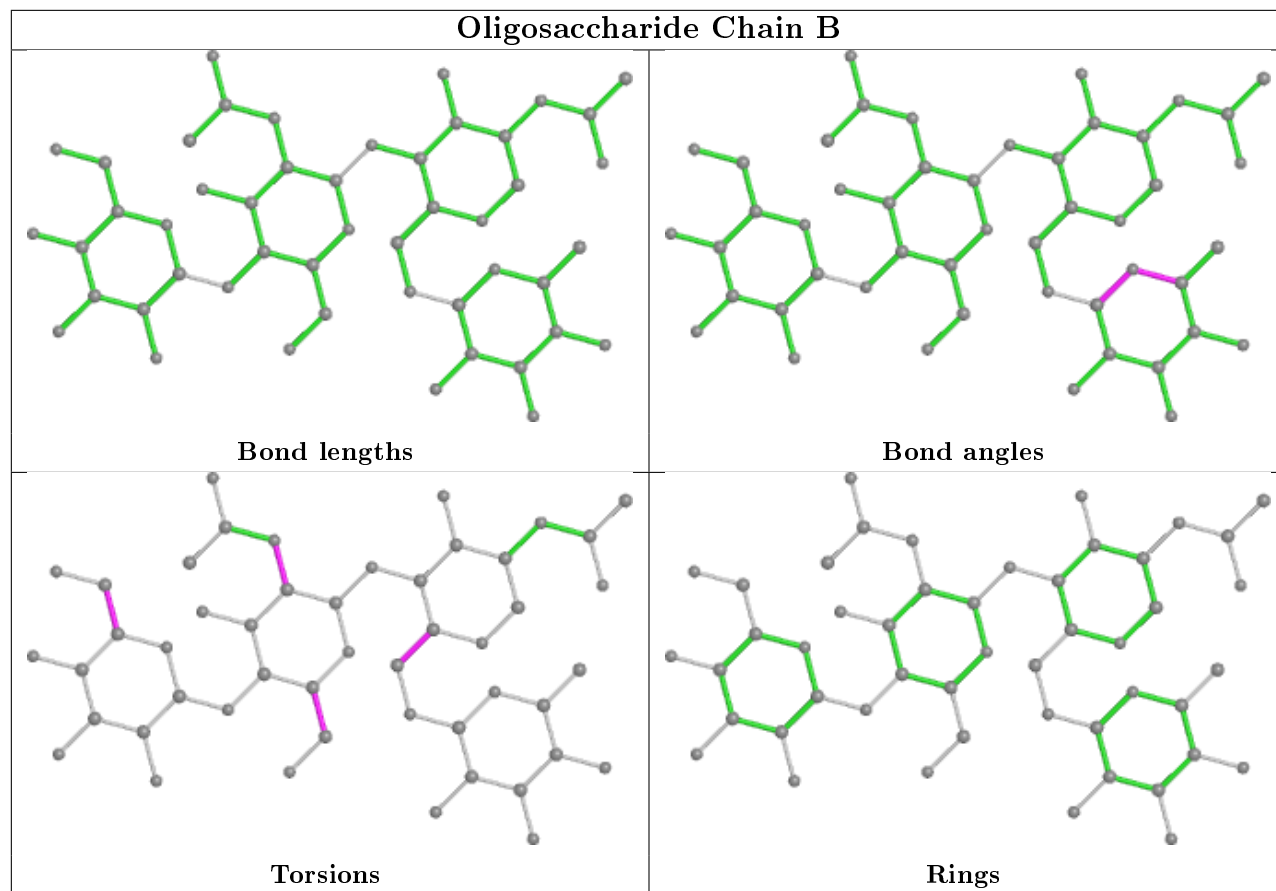 Oligosaccharide Chain B
Bond lengths
Bond angles
Torsions
Rings